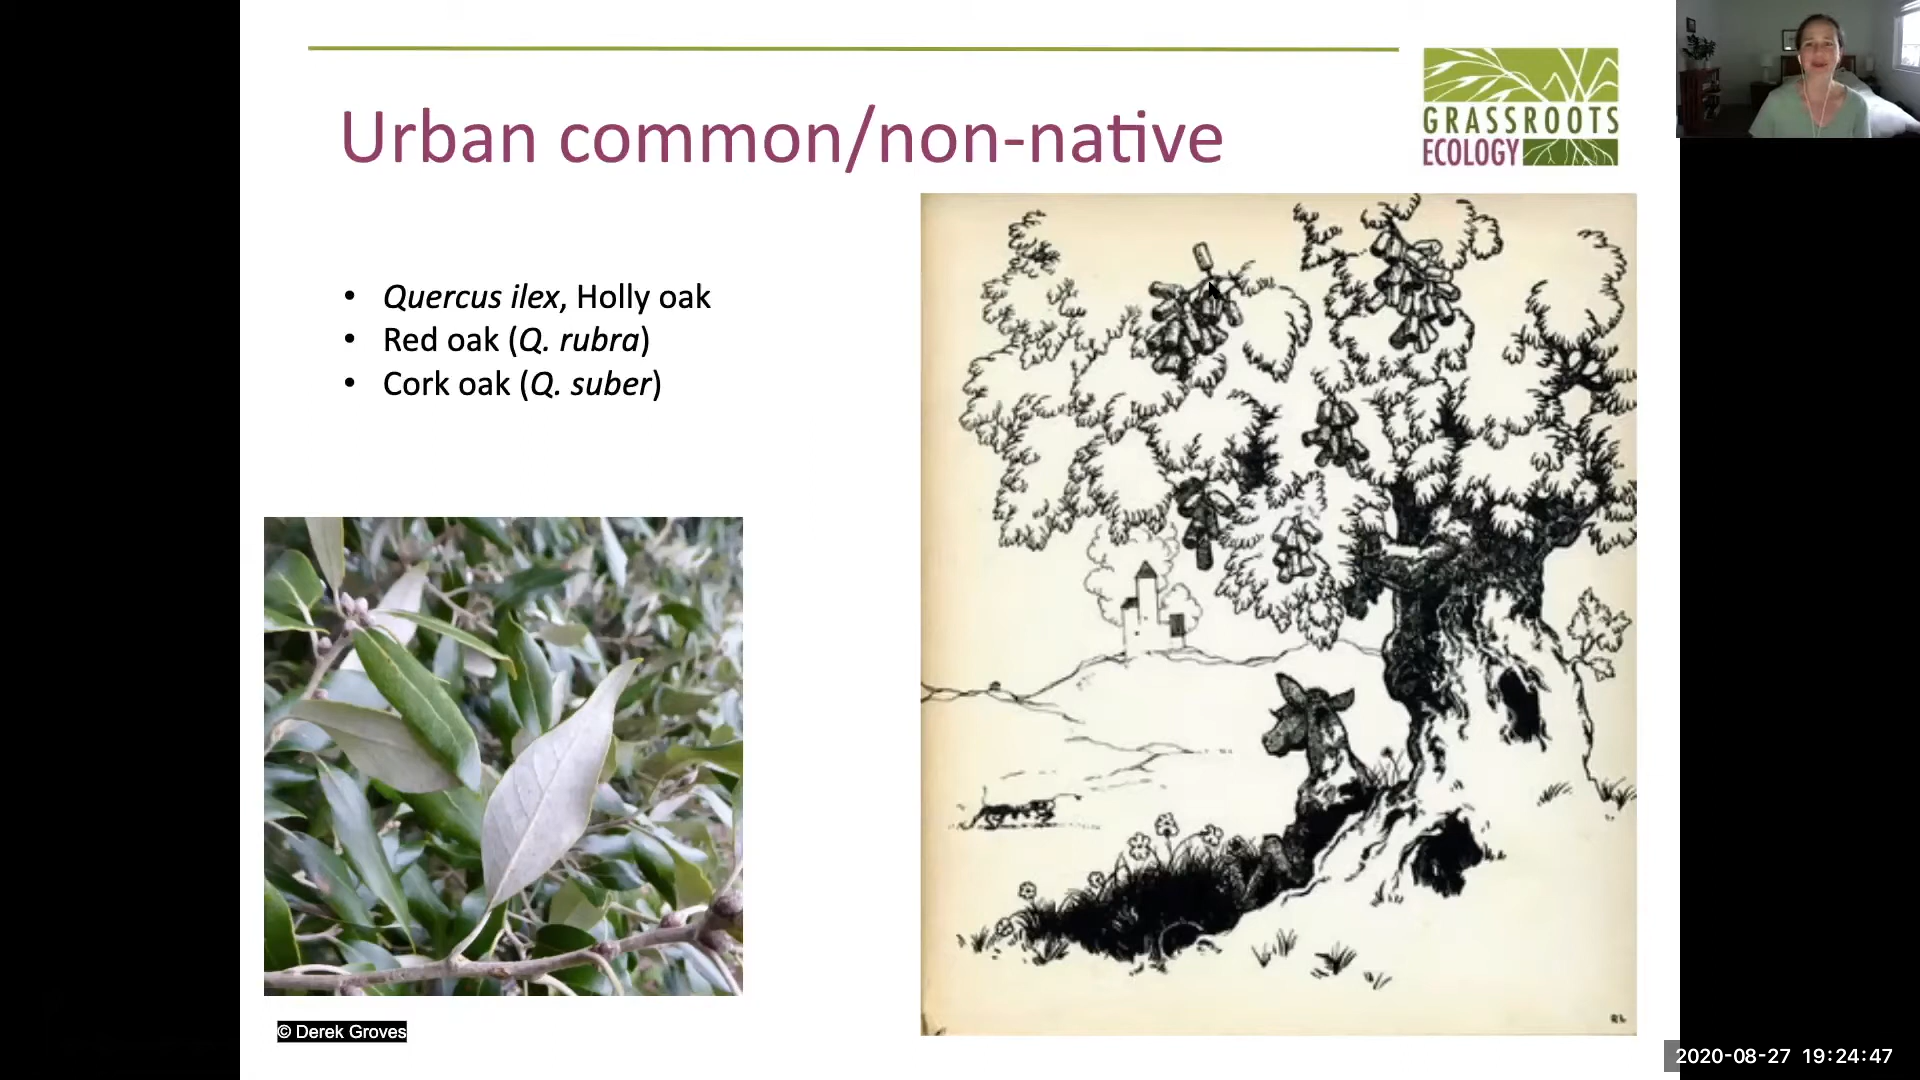 Urban common/non-native
GRASSROOTS
ECOLOGY
• Quercus ilex, Holly oak
• Red oak (Q. rubra)
• Cork oak (Q. suber)
© Derek Groves
RL
2020-08-27 19:24:47